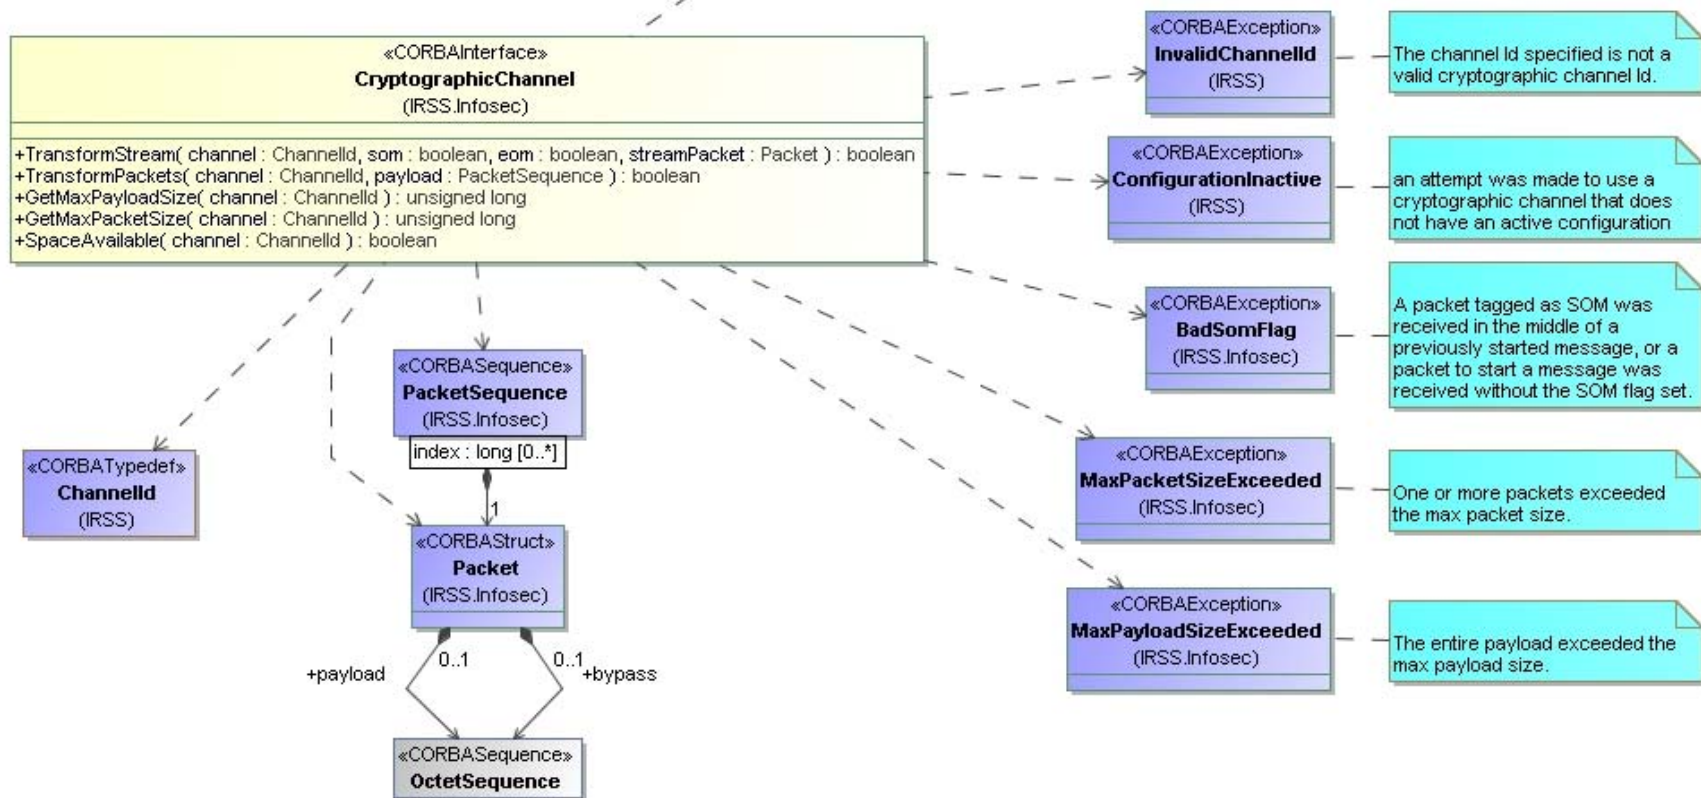 «CORBAInterface»
CryptographicChannel
(IRSS.Infosec)
+TransformStream( channel : ChannelId, som : boolean, eom : boolean, streamPacket : Packet ) : boolean
+TransformPackets( channel : ChannelId, payload : PacketSequence ) : boolean
+GetMaxPayloadSize( channel : ChannelId ) : unsigned long
+GetMaxPacketSize( channel : ChannelId ) : unsigned long
+SpaceAvailable( channel : ChannelId ) : boolean
«CORBAException»
InvalidChannelId
(IRSS)
The channel Id specified is not a
valid cryptographic channel Id.
«CORBAException»
ConfigurationInactive
(IRSS)
an attempt was made to use a
cryptographic channel that does
not have an active configuration
«CORBAException»
BadSomFlag
(IRSS.Infosec)
A packet tagged as SOM was
received in the middle of a
previously started message, or a
packet to start a message was
received without the SOM flag set.
«CORBASequence»
PacketSequence
(IRSS.Infosec)
index : long [0..*]
1
«CORBATypedef»
ChannelId
(IRSS)
«CORBAException»
MaxPacketSizeExceeded
(IRSS.Infosec)
One or more packets exceeded
the max packet size.
«CORBAStruct»
Packet
(IRSS.Infosec)
«CORBAException»
MaxPayloadSizeExceeded
(IRSS.Infosec)
The entire payload exceeded the
max payload size.
0..1
+payload
0..1
+bypass
«CORBASequence»
OctetSequence